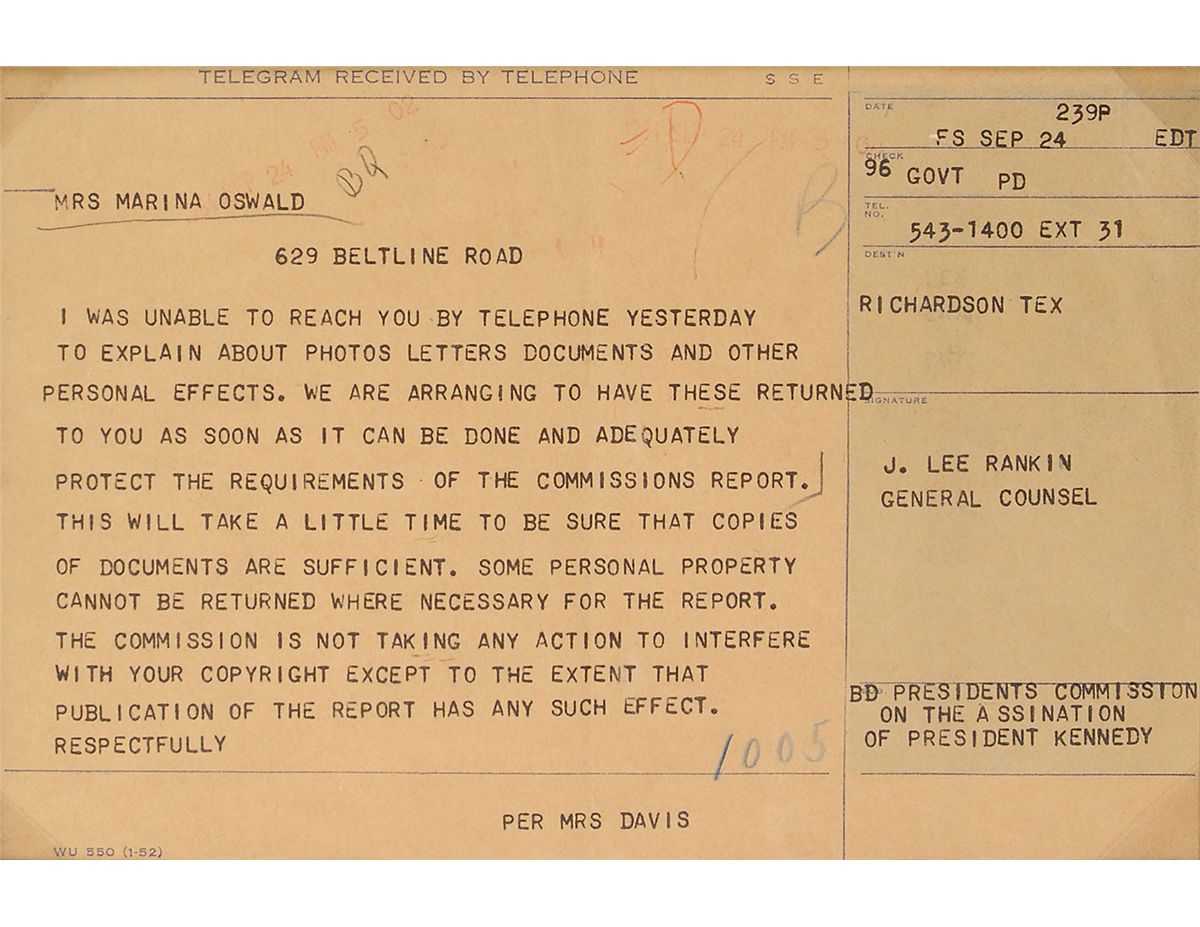 TELEGRAM RECEIVED BY TELEPHONE
S S E
24 PM 5 02
BQ
D
B
MRS MARINA OSWALD
629 BELTLINE ROAD
I WAS UNABLE TO REACH YOU BY TELEPHONE YESTERDAY
TO EXPLAIN ABOUT PHOTOS LETTERS DOCUMENTS AND OTHER
PERSONAL EFFECTS. WE ARE ARRANGING TO HAVE THESE RETURNED
TO YOU AS SOON AS IT CAN BE DONE AND ADEQUATELY
PROTECT THE REQUIREMENTS OF THE COMMISSIONS REPORT.
THIS WILL TAKE A LITTLE TIME TO BE SURE THAT COPIES
OF DOCUMENTS ARE SUFFICIENT. SOME PERSONAL PROPERTY
CANNOT BE RETURNED WHERE NECESSARY FOR THE REPORT.
THE COMMISSION IS NOT TAKING ANY ACTION TO INTERFERE
WITH YOUR COPYRIGHT EXCEPT TO THE EXTENT THAT
PUBLICATION OF THE REPORT HAS ANY SUCH EFFECT.
RESPECTFULLY
1005
PER MRS DAVIS
WU 550 (1-52)
DATE
239P
FS SEP 24 EDT
CHECK
96 GOVT PD
TEL.
NO.
543-1400 EXT 31
DEST'N
RICHARDSON TEX
SIGNATURE
J. LEE RANKIN
GENERAL COUNSEL
BD PRESIDENTS COMMISSION
ON THE ASSINATION
OF PRESIDENT KENNEDY